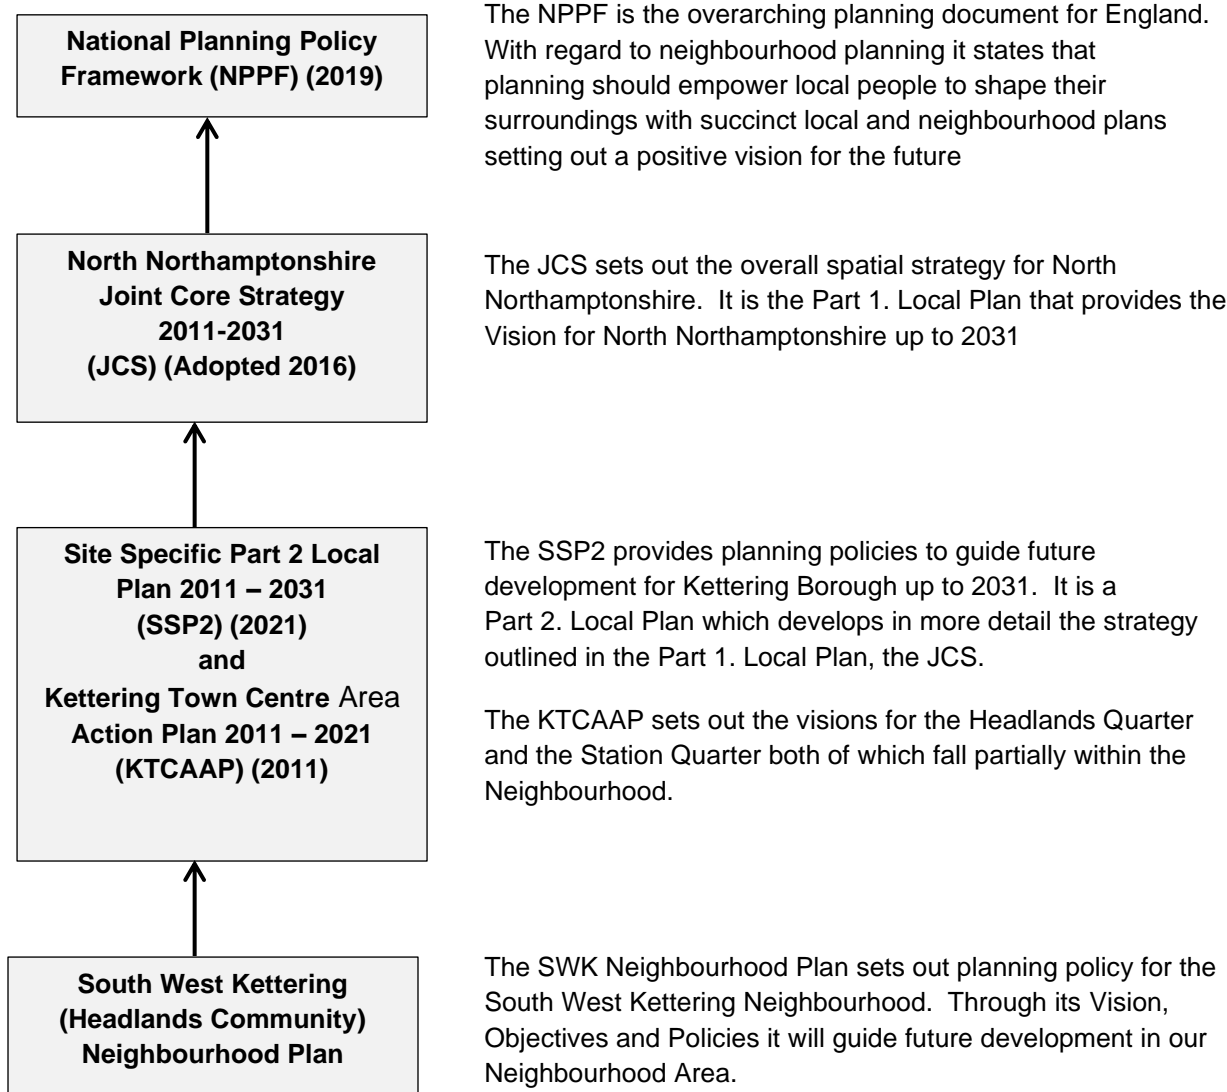 National Planning Policy
Framework (NPPF) (2019)
The NPPF is the overarching planning document for England.
With regard to neighbourhood planning it states that
planning should empower local people to shape their
surroundings with succinct local and neighbourhood plans
setting out a positive vision for the future
North Northamptonshire
Joint Core Strategy
2011-2031
(JCS) (Adopted 2016)
The JCS sets out the overall spatial strategy for North
Northamptonshire.  It is the Part 1. Local Plan that provides the
Vision for North Northamptonshire up to 2031
Site Specific Part 2 Local
Plan 2011 – 2031
(SSP2) (2021)
and
Kettering Town Centre Area
Action Plan 2011 – 2021
(KTCAAP) (2011)
The SSP2 provides planning policies to guide future
development for Kettering Borough up to 2031.  It is a
Part 2. Local Plan which develops in more detail the strategy
outlined in the Part 1. Local Plan, the JCS.
The KTCAAP sets out the visions for the Headlands Quarter
and the Station Quarter both of which fall partially within the
Neighbourhood.
South West Kettering
(Headlands Community)
Neighbourhood Plan
The SWK Neighbourhood Plan sets out planning policy for the
South West Kettering Neighbourhood.  Through its Vision,
Objectives and Policies it will guide future development in our
Neighbourhood Area.